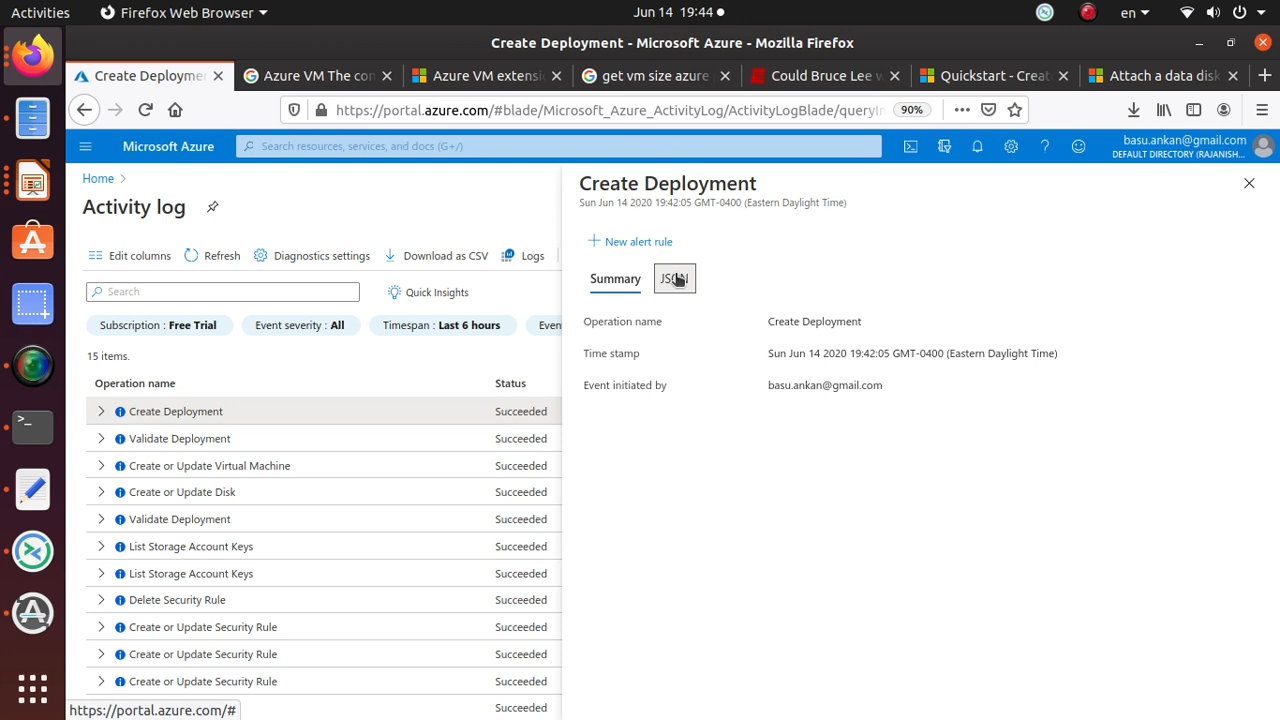 Activities
Firefox Web Browser
Jun 14 19:44
en
Create Deployment - Microsoft Azure - Mozilla Firefox
Create Deployme
Azure VM The con
Azure VM extensi
get vm size azure
Could Bruce Lee w
Quickstart - Creat
Attach a data disk
https://portal.azure.com/#blade/Microsoft_Azure_ActivityLog/ActivityLogBlade/queryIn
90%
Microsoft Azure
Search resources, services, and docs (G+/)
basu.ankan@gmail.com
DEFAULT DIRECTORY (RAJANISH...
Home
Activity log
Edit columns
Refresh
Diagnostics settings
Download as CSV
Logs
Search
Quick Insights
Subscription : Free Trial
Event severity : All
Timespan : Last 6 hours
Even
15 items.
Operation name Status
Create Deployment Succeeded
Validate Deployment Succeeded
Create or Update Virtual Machine Succeeded
Create or Update Disk Succeeded
Validate Deployment Succeeded
List Storage Account Keys Succeeded
List Storage Account Keys Succeeded
Delete Security Rule Succeeded
Create or Update Security Rule Succeeded
Create or Update Security Rule Succeeded
Create or Update Security Rule Succeeded
Succeeded
https://portal.azure.com/#
Create Deployment
Sun Jun 14 2020 19:42:05 GMT-0400 (Eastern Daylight Time)
New alert rule
Summary
JSON
Operation name Create Deployment
Time stamp Sun Jun 14 2020 19:42:05 GMT-0400 (Eastern Daylight Time)
Event initiated by basu.ankan@gmail.com